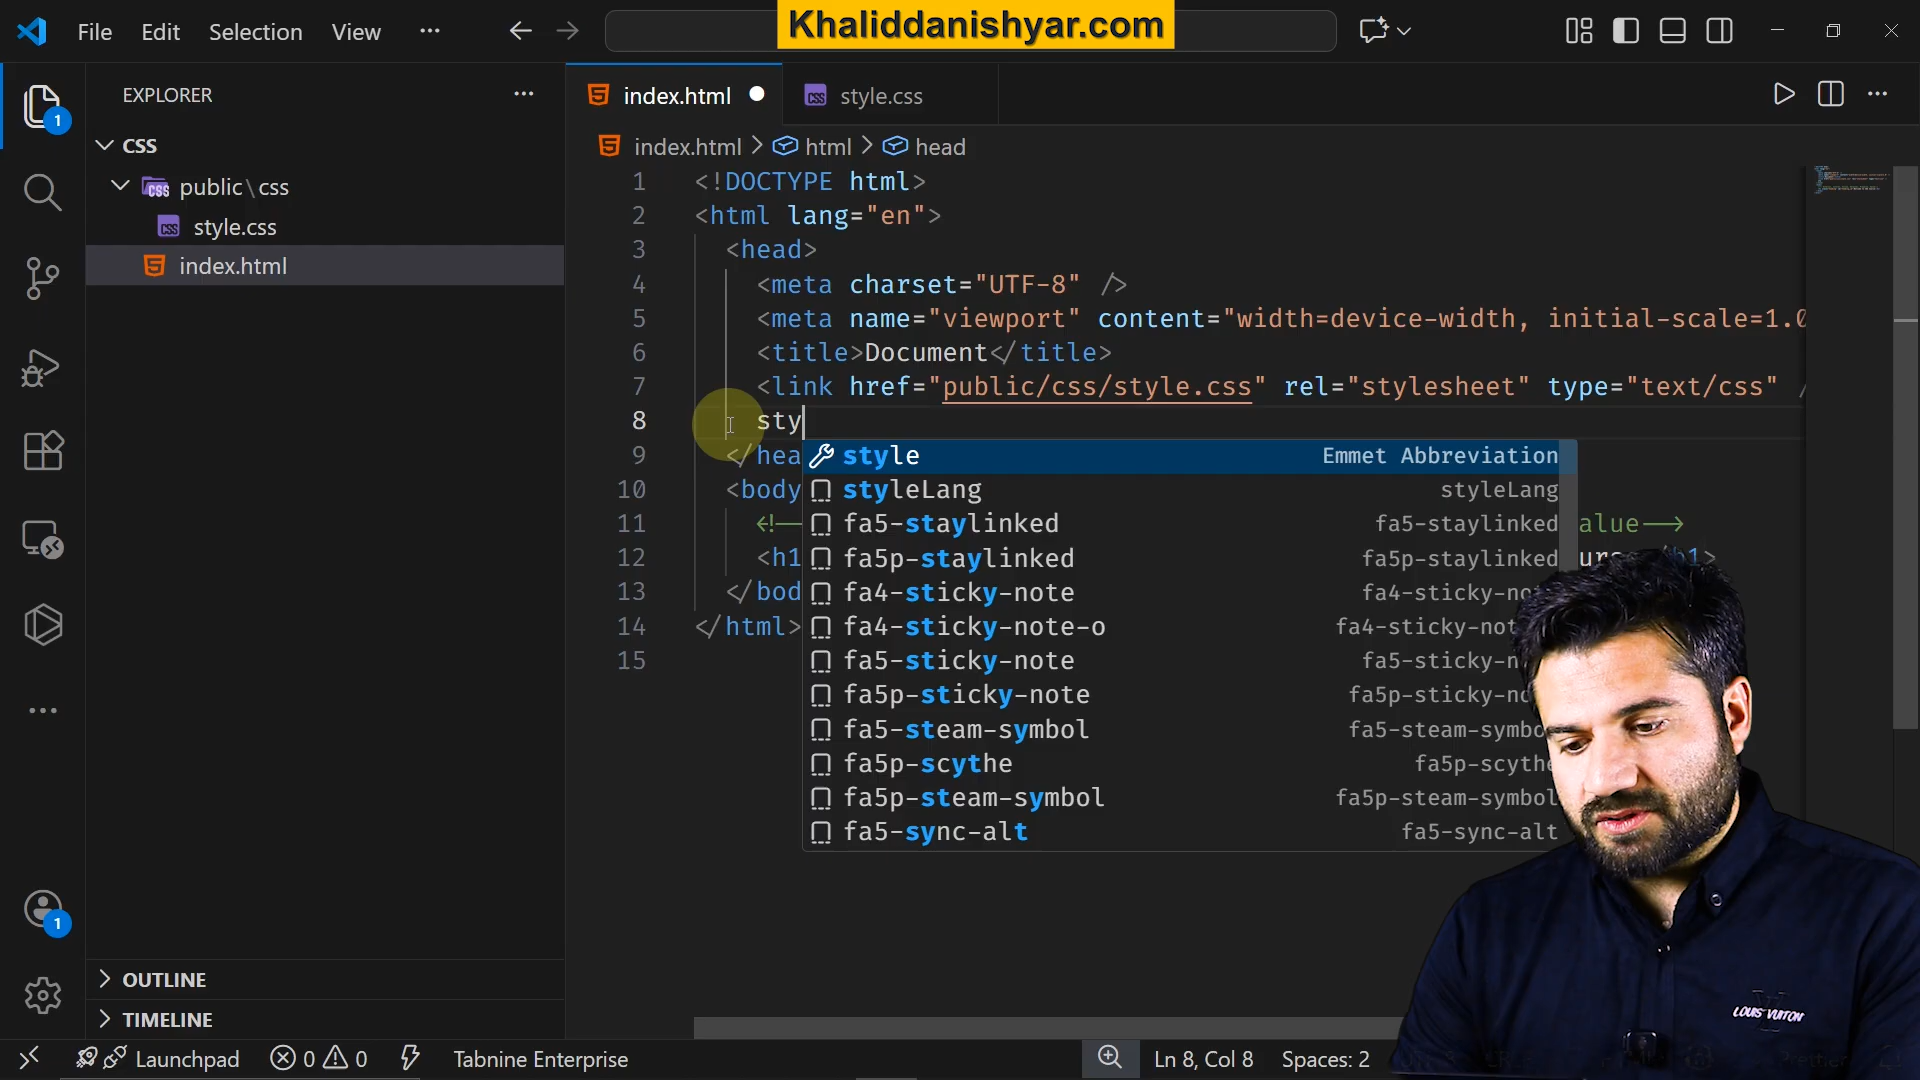 File Edit Selection View
Khaliddanishyar.com
EXPLORER
CSS
public\css
style.css
index.html
OUTLINE
TIMELINE
1
1
index.html
style.css
index.html > html > head
1 <!DOCTYPE html>
2 <html lang="en">
3 <head>
4 <meta charset="UTF-8" />
5 <meta name="viewport" content="width=device-width, initial-scale=1.0
6 <title>Document</title>
7 <link href="public/css/style.css" rel="stylesheet" type="text/css" /
8 sty
9 </hea
10 <body
11 <!--
12 <h1
13 </bod
14 </html>
15
style Emmet Abbreviation
styleLang styleLang
fa5-staylinked fa5-staylinked alue-->
fa5p-staylinked fa5p-staylinked
fa4-sticky-note
fa4-sticky-note-o
fa5-sticky-note
fa5p-sticky-note
fa5-steam-symbol fa5-steam-symbo
fa5p-scythe fa5p-scythe
fa5p-steam-symbol fa5p-steam-symbol
fa5-sync-alt fa5-sync-alt
LOUIS VUITTON
Launchpad 0 0 Tabnine Enterprise Ln 8, Col 8 Spaces: 2